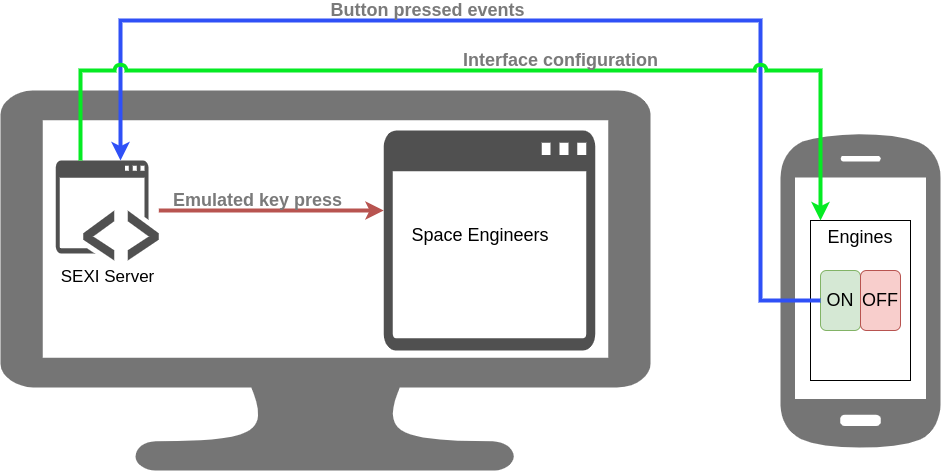 Button pressed events
Interface configuration
Emulated key press
SEXI Server
Space Engineers
Engines
ON OFF